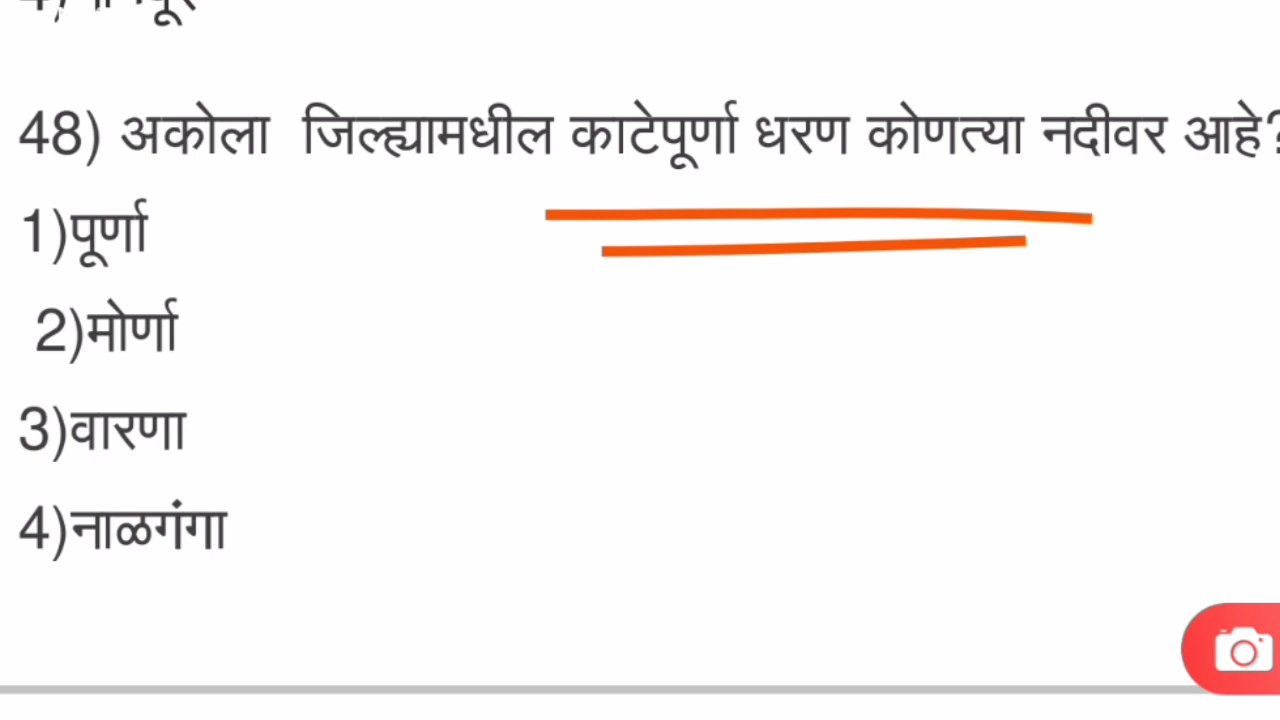 48) अकोला जिल्ह्यामधील काटेपूर्णा धरण कोणत्या नदीवर आहे?
1)पूर्णा
2)मोर्णा
3)वारणा
4)नाळगंगा